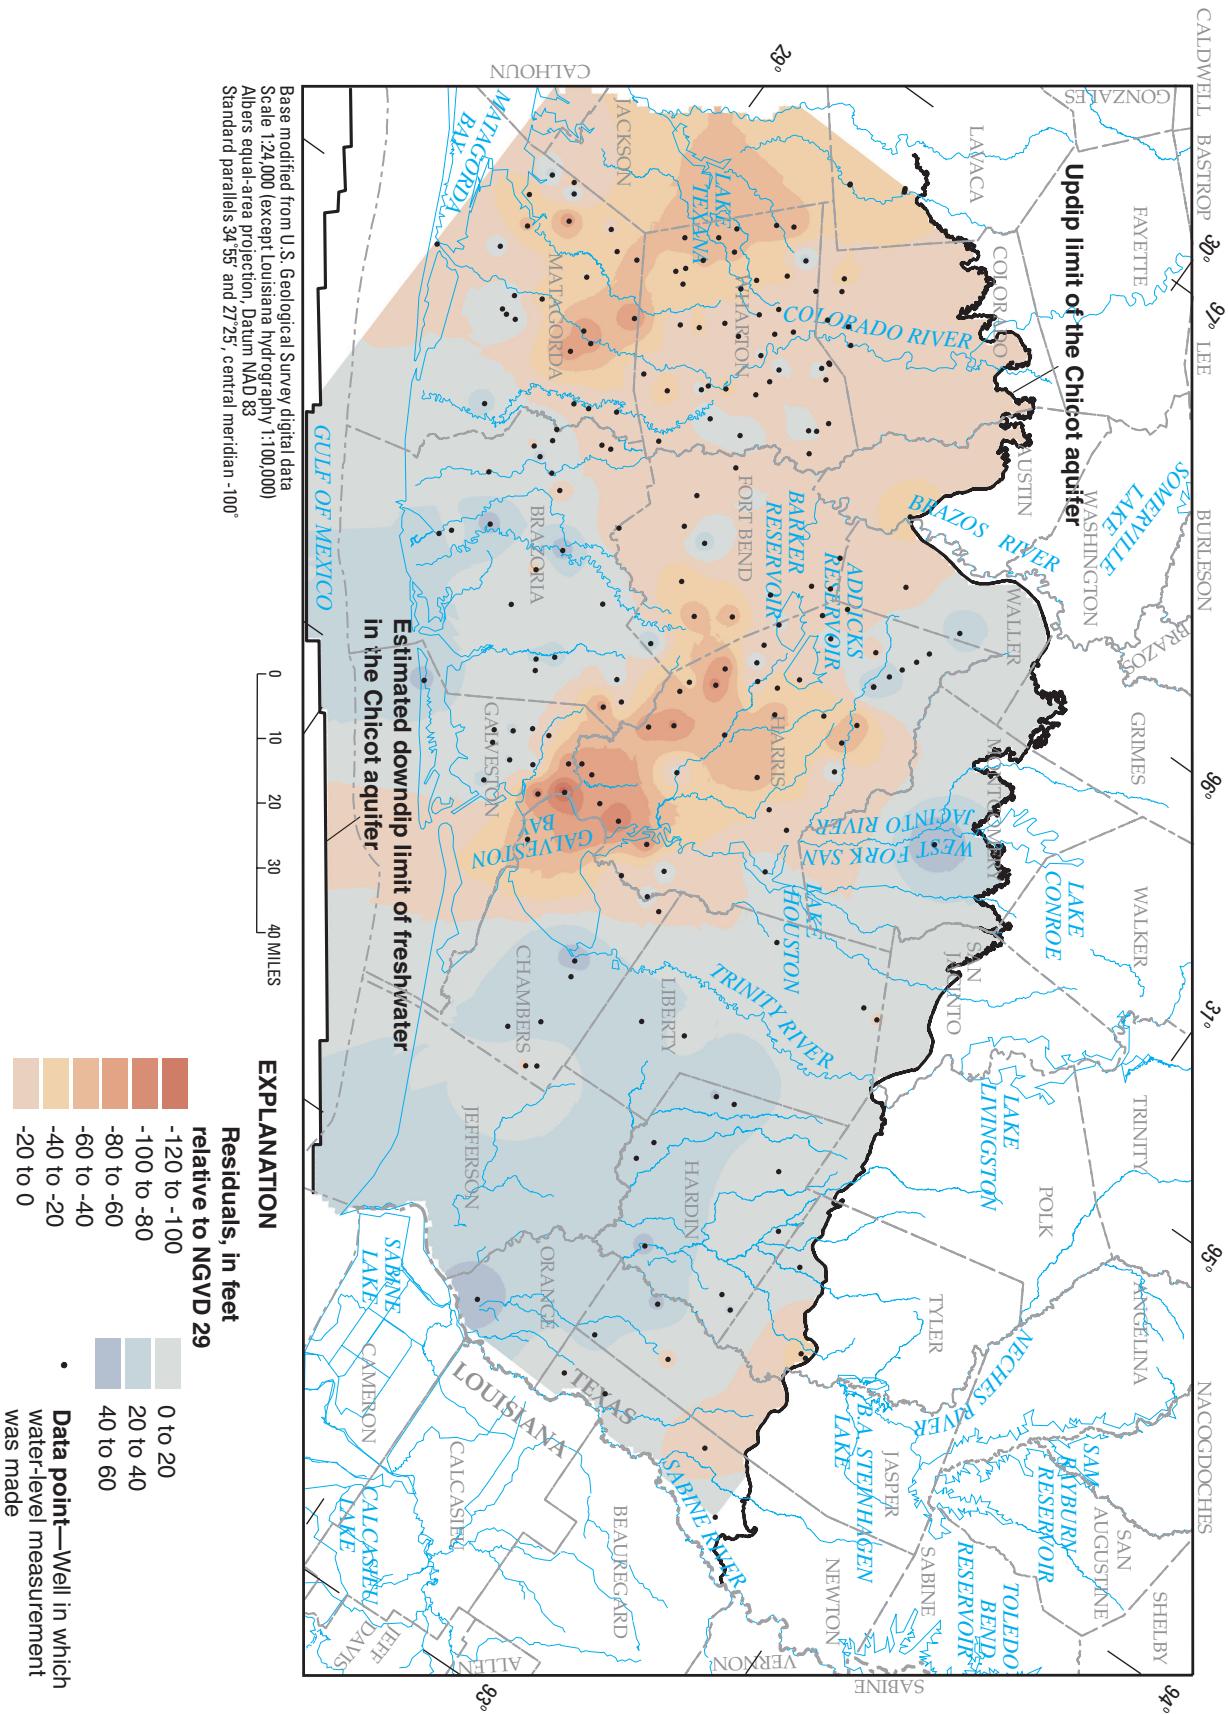 CALDWELL
BASTROP
LEE
BURLESON
BRAZOS
GRIMES
WALKER
TRINITY
ANGELINA
NACOGDOCHES
SHELBY
30°
97°
96°
31°
95°
94°
29°
93°
GONZALES
FAYETTE
LAVACA
COLORADO
AUSTIN
WASHINGTON
SOMERVILLE
LAKE
WALLER
MONTGOMERY
LAKE
CONROE
SAN
JACINTO
LAKE
LIVINGSTON
POLK
TYLER
NECHES RIVER
SAM
RAYBURN
RESERVOIR
SAN
AUGUSTINE
SABINE
TOLEDO
BEND
RESERVOIR
B.A. STEINHAGEN
LAKE
JASPER
NEWTON
SABINE
VERNON
Updip limit of the Chicot aquifer
CALHOUN
JACKSON
LAKE
TEXANA
WHARTON
COLORADO RIVER
BRAZOS RIVER
MATAGORDA
BAY
MATAGORDA
FORT BEND
BARKER
RESERVOIR
ADDICKS
RESERVOIR
BRAZORIA
HARRIS
WEST FORK SAN
JACINTO RIVER
LAKE
HOUSTON
GALVESTON
GALVESTON
BAY
CHAMBERS
LIBERTY
TRINITY RIVER
HARDIN
JEFFERSON
ORANGE
TEXAS
LOUISIANA
SABINE
LAKE
CAMERON
CALCASIEU
CALCASIEU
LAKE
BEAUREGARD
SABINE RIVER
JEFF
DAVIS
ALLEN
GULF OF MEXICO
Estimated downdip limit of freshwater
in the Chicot aquifer
Base modified from U.S. Geological Survey digital data
Scale 1:24,000 (except Louisiana hydrography 1:100,000)
Albers equal-area projection, Datum NAD 83
Standard parallels 34°55' and 27°25', central meridian -100°
0 10 20 30 40 MILES
EXPLANATION
Residuals, in feet
relative to NGVD 29
-120 to -100
-100 to -80
-80 to -60
-60 to -40
-40 to -20
-20 to 0
0 to 20
20 to 40
40 to 60
Data point—Well in which
water-level measurement
was made